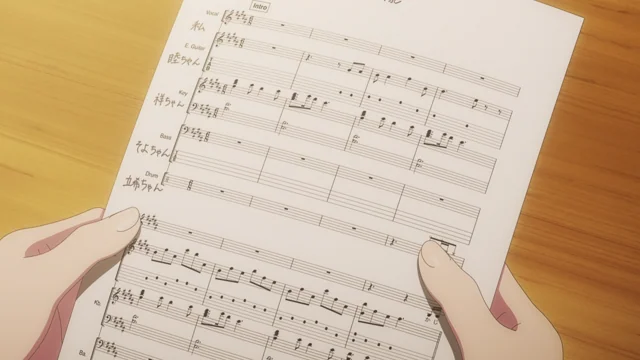 Intro
Vocal
私
E. Guitar
睦ちゃん
Key
祥ちゃん
Bass
そよちゃん
Drum
立希ちゃん
Kb
Ba